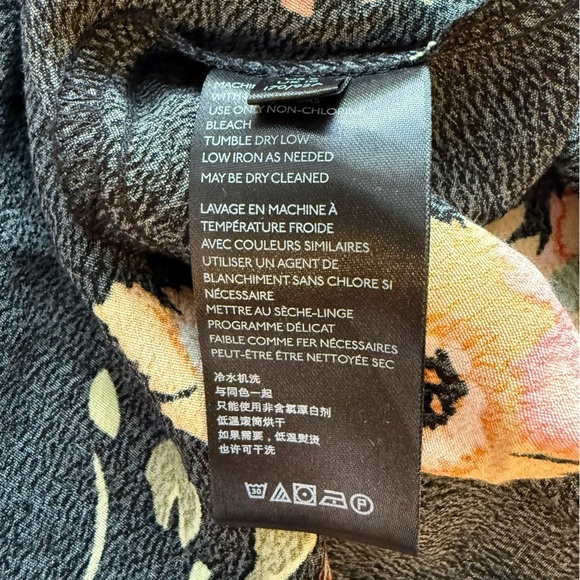 170/92A
USE ONLY NON-CHLO
BLEACH
TUMBLE DRY LOW
LOW IRON AS NEEDED
MAY BE DRY CLEANED
LAVAGE EN MACHINE À
TEMPÉRATURE FROIDE
AVEC COULEURS SIMILAIRES
UTILISER UN AGENT DE
BLANCHIMENT SANS CHLORE SI
NÉCESSAIRE
METTRE AU SÈCHE-LINGE
PROGRAMME DÉLICAT
FAIBLE COMME FER NÉCESSAIRES
PEUT-ÊTRE ÊTRE NETTOYÉE SEC
冷水机洗
与同色一起
只能使用非含氯漂白剂
低温滚筒烘干
如果需要，低温熨烫
也许可干洗
30 P